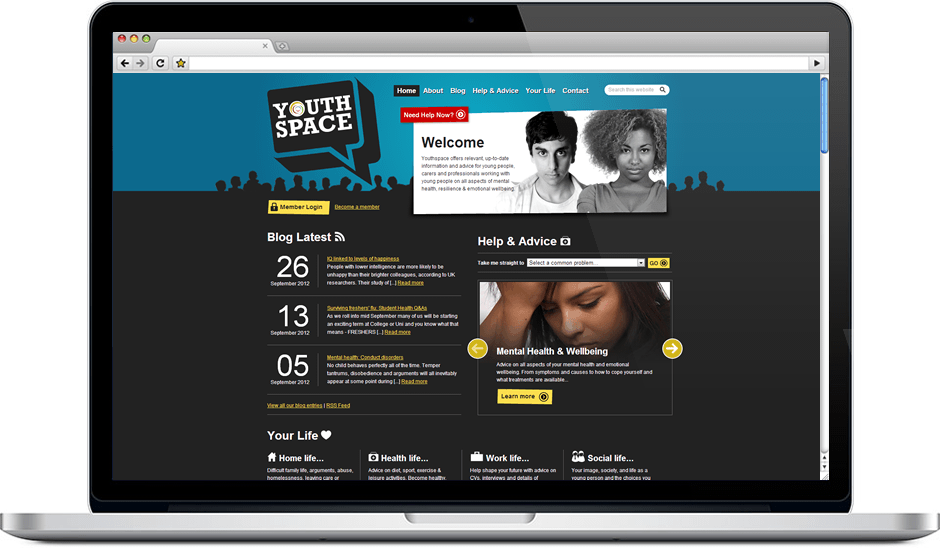 YOUTH
SPACE
Home About Blog Help & Advice Your Life Contact
Search this website
Need Help Now?
Welcome
Youthspace offers relevant, up-to-date
information and advice for young people,
carers and professionals working with
young people on all aspects of mental
health, resilience & emotional wellbeing.
Member Login Become a member
Blog Latest
26
September 2012
IQ linked to levels of happiness
People with lower intelligence are more likely to be
unhappy than their brighter colleagues, according to UK
researchers. Their study of [...] Read more
13
September 2012
Surviving freshers' flu: Student Health Q&As
As we roll into mid September many of us will be starting
an exciting term at College or Uni and you know what that
means - FRESHERS [...] Read more
05
September 2012
Mental health, Conduct disorders
No child behaves perfectly all of the time. Temper
tantrums, disobedience and arguments will all inevitably
appear at some point during [...] Read more
View all our blog entries | RSS Feed
Help & Advice
Take me straight to Select a common problem... GO
Mental Health & Wellbeing
Advice on all aspects of your mental health and emotional
wellbeing. From symptoms and causes to how to cope yourself and
what treatments are available...
Learn more
Your Life
Home life...
Difficult family life, arguments, abuse,
homelessness, leaving care or
Health life...
Advice on diet, sport, exercise &
leisure activities. Become healthy,
Work life...
Help shape your future with advice on
CVs, interviews and details of
Social life...
Your image, society, and life as a
young person and the choices you